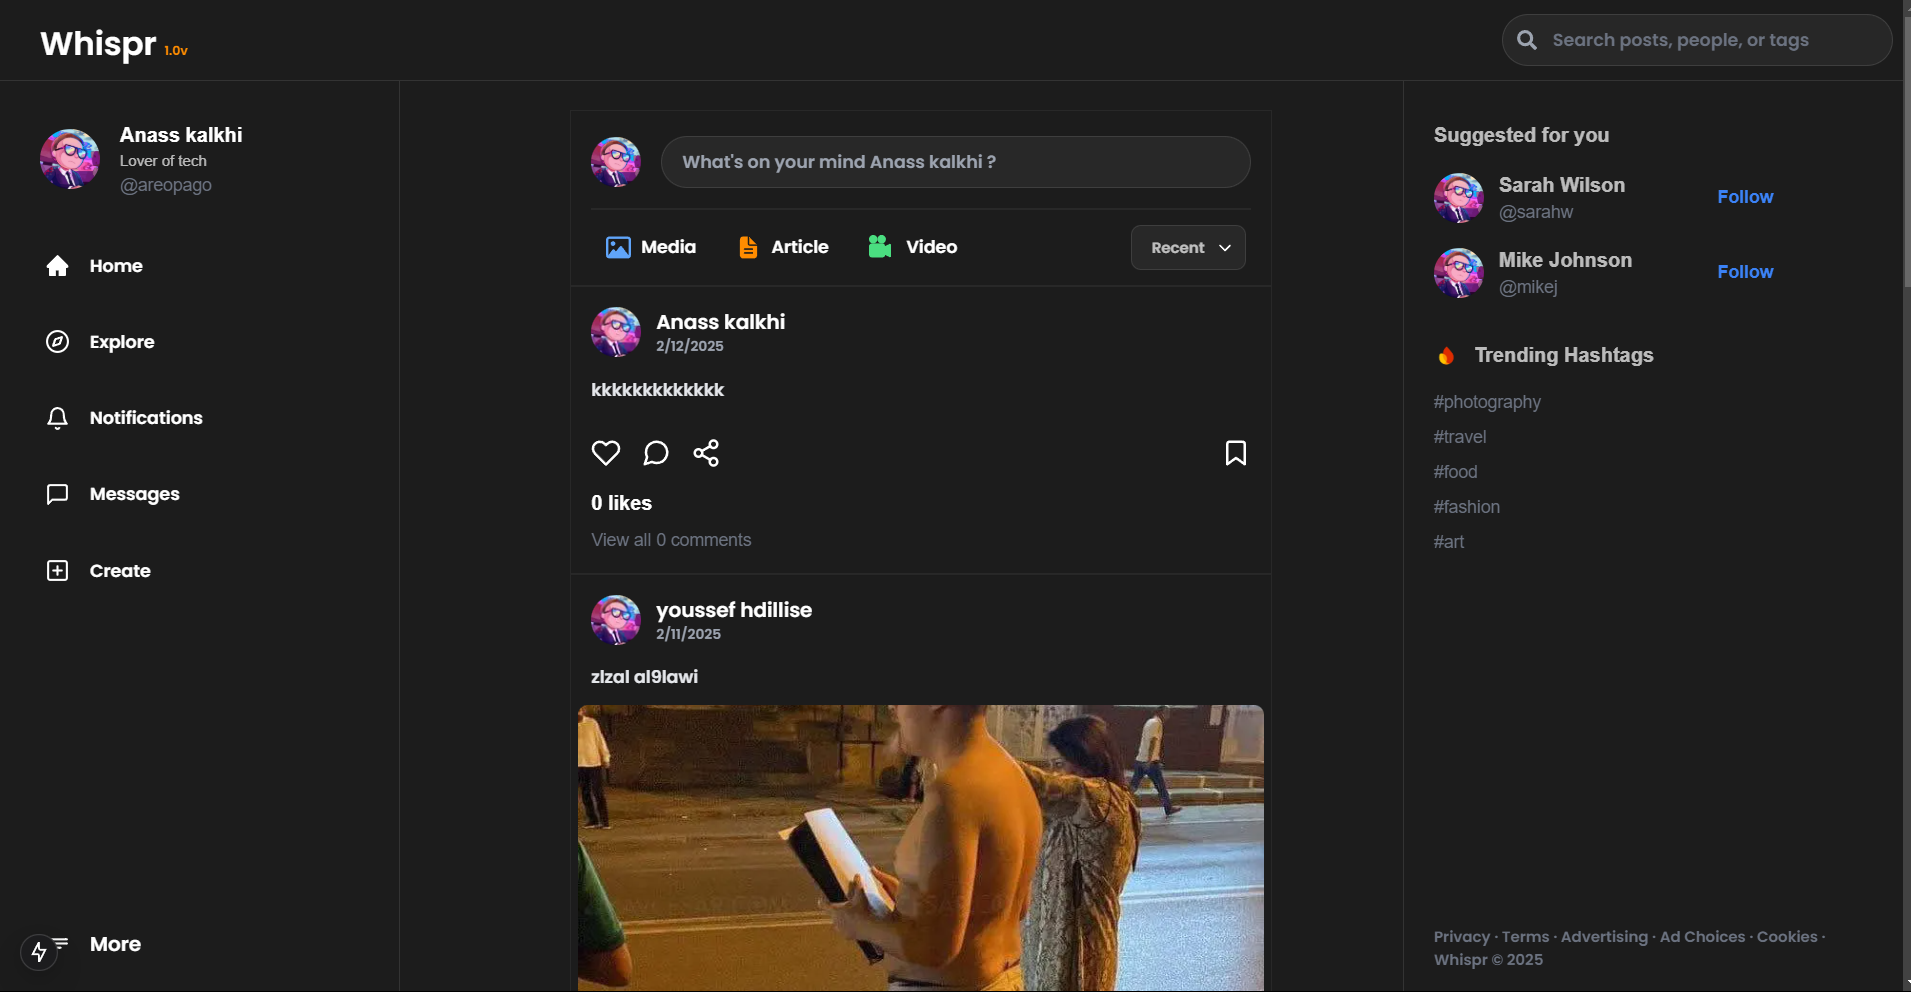 Whispr 1.0v
Search posts, people, or tags
Anass kalkhi
Lover of tech
@areopago
Home
Explore
Notifications
Messages
Create
More
What's on your mind Anass kalkhi ?
Media
Article
Video
Recent
Anass kalkhi
2/12/2025
kkkkkkkkkkkkk
0 likes
View all 0 comments
youssef hdillise
2/11/2025
zlzal al9lawi
Suggested for you
Sarah Wilson
@sarahw
Follow
Mike Johnson
@mikej
Follow
Trending Hashtags
#photography
#travel
#food
#fashion
#art
Privacy · Terms · Advertising · Ad Choices · Cookies ·
Whispr © 2025